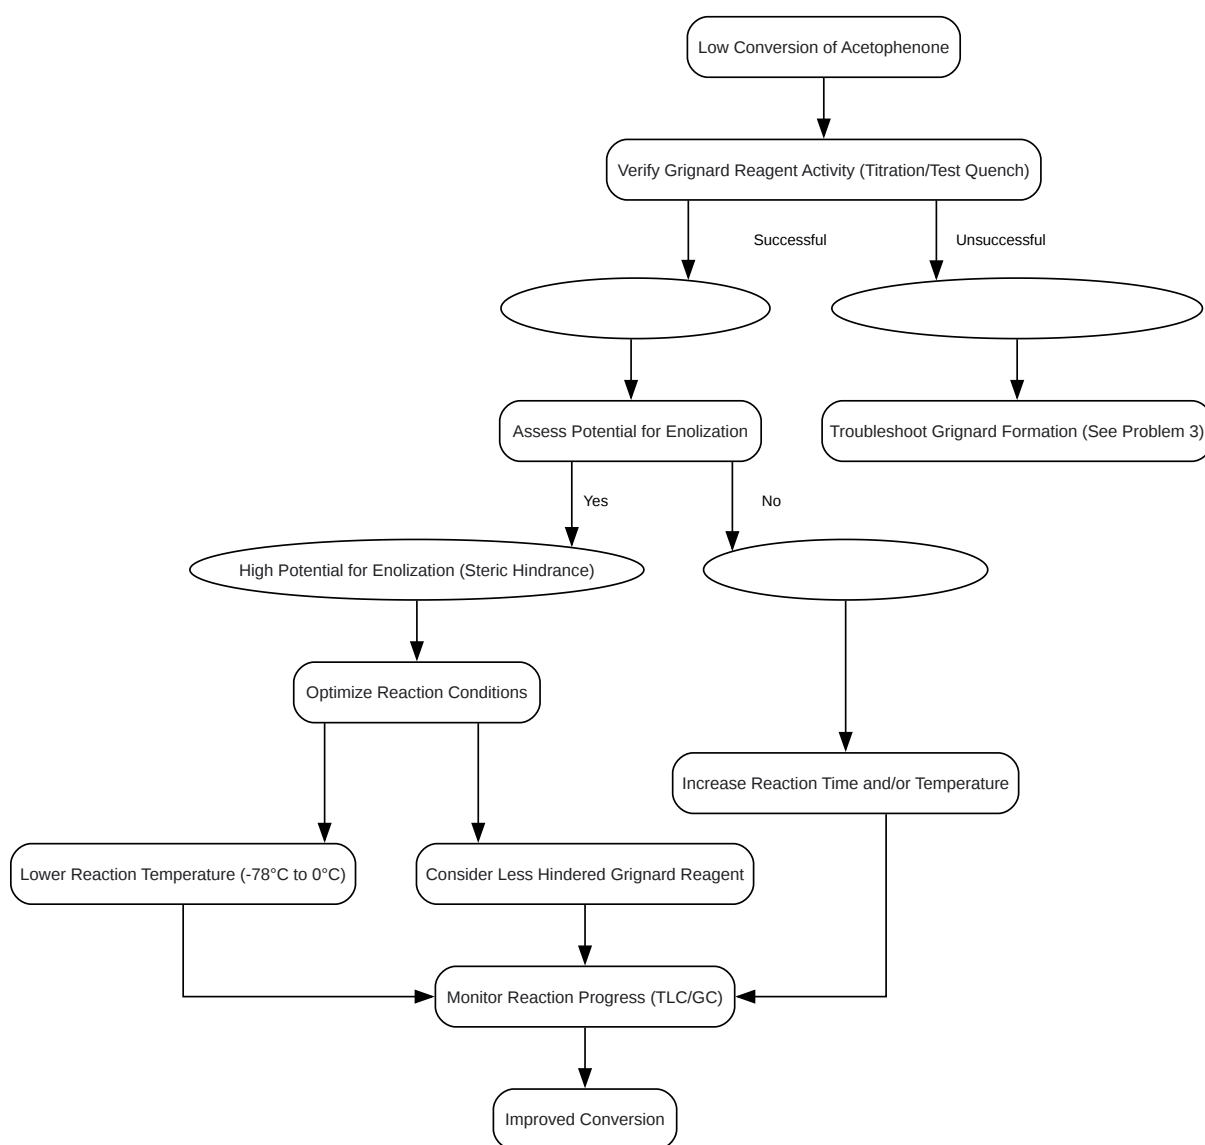 Low Conversion of Acetophenone
Verify Grignard Reagent Activity (Titration/Test Quench)
Successful
Unsuccessful
Assess Potential for Enolization
Troubleshoot Grignard Formation (See Problem 3)
Yes
No
High Potential for Enolization (Steric Hindrance)
Optimize Reaction Conditions
Increase Reaction Time and/or Temperature
Lower Reaction Temperature (-78°C to 0°C)
Consider Less Hindered Grignard Reagent
Monitor Reaction Progress (TLC/GC)
Improved Conversion